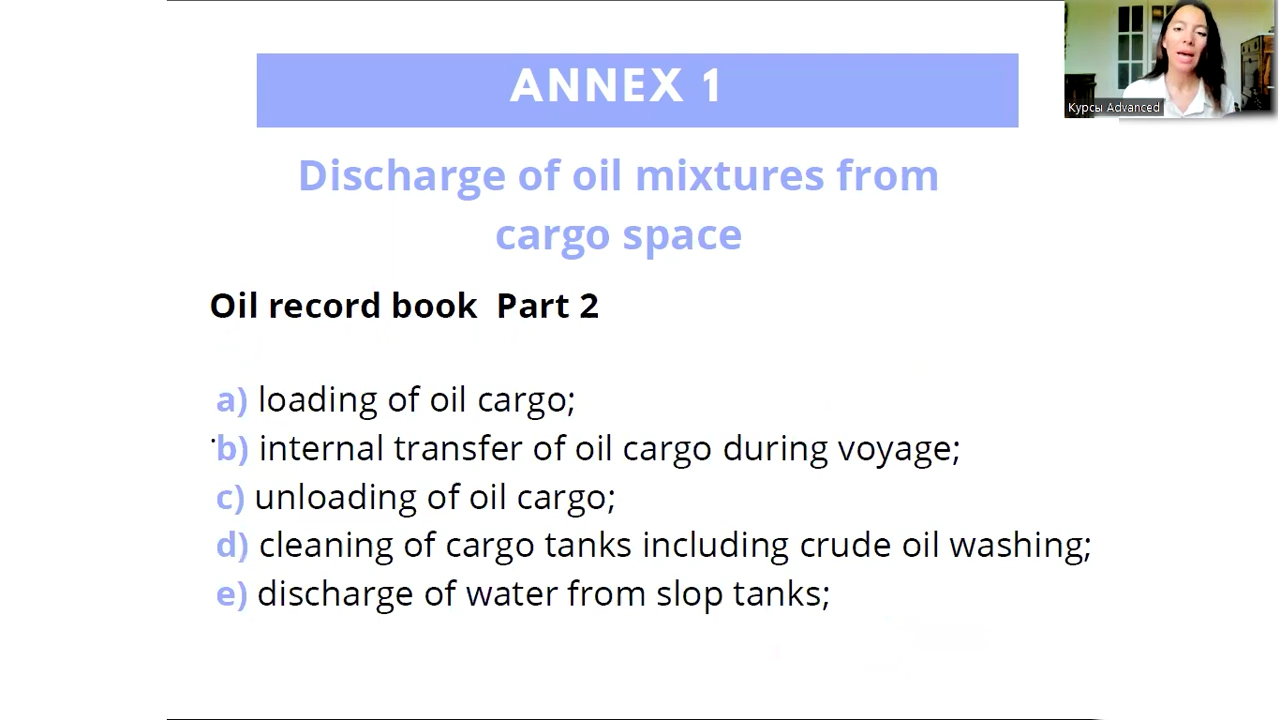 ANNEX 1
Курсы Advanced
Discharge of oil mixtures from
cargo space
Oil record book Part 2
a) loading of oil cargo;
b) internal transfer of oil cargo during voyage;
c) unloading of oil cargo;
d) cleaning of cargo tanks including crude oil washing;
e) discharge of water from slop tanks;